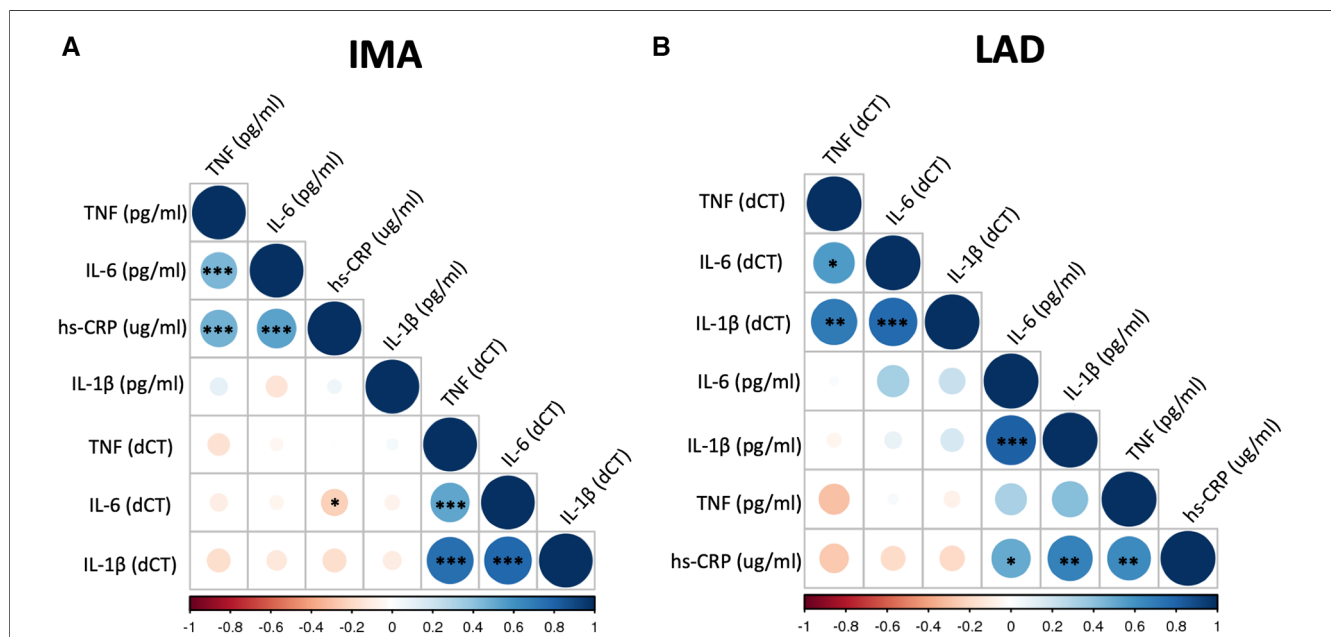 A
IMA
TNF (pg/ml)
IL-6 (pg/ml)
hs-CRP (ug/ml)
IL-1β (pg/ml)
TNF (dCT)
IL-6 (dCT)
IL-1β (dCT)
TNF (pg/ml)
IL-6 (pg/ml) ***
hs-CRP (ug/ml) *** ***
IL-1β (pg/ml)
TNF (dCT)
IL-6 (dCT) * ***
IL-1β (dCT) *** ***
-1 -0.8 -0.6 -0.4 -0.2 0 0.2 0.4 0.6 0.8 1
B
LAD
TNF (dCT)
IL-6 (dCT)
IL-1β (dCT)
IL-6 (pg/ml)
IL-1β (pg/ml)
TNF (pg/ml)
hs-CRP (ug/ml)
TNF (dCT)
IL-6 (dCT) *
IL-1β (dCT) ** ***
IL-6 (pg/ml)
IL-1β (pg/ml) ***
TNF (pg/ml)
hs-CRP (ug/ml) * ** **
-1 -0.8 -0.6 -0.4 -0.2 0 0.2 0.4 0.6 0.8 1